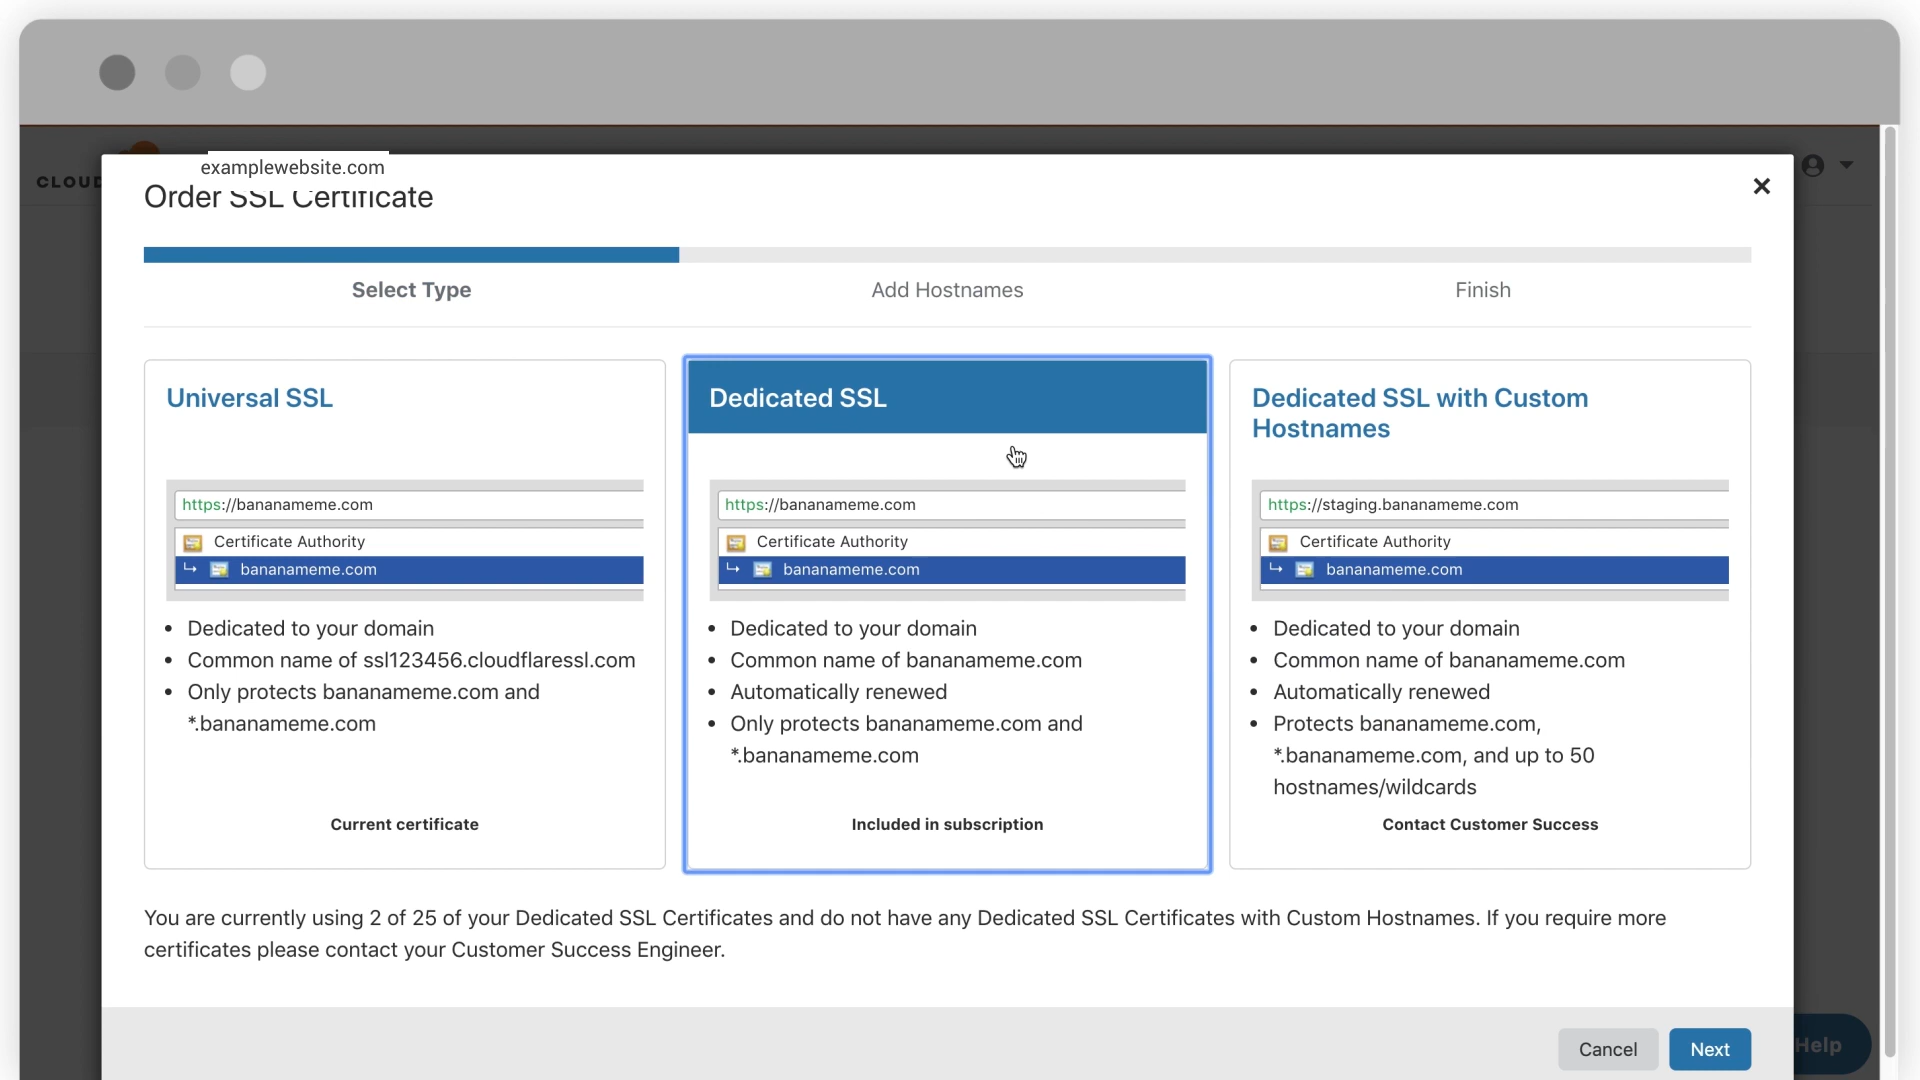 examplewebsite.com
CLOUD
Order SSL Certificate
Select Type
Add Hostnames
Finish
Universal SSL
https://bananameme.com
Certificate Authority
bananameme.com
• Dedicated to your domain
• Common name of ssl123456.cloudflaressl.com
• Only protects bananameme.com and
*.bananameme.com
Current certificate
Dedicated SSL
https://bananameme.com
Certificate Authority
bananameme.com
• Dedicated to your domain
• Common name of bananameme.com
• Automatically renewed
• Only protects bananameme.com and
*.bananameme.com
Included in subscription
Dedicated SSL with Custom
Hostnames
https://staging.bananameme.com
Certificate Authority
bananameme.com
• Dedicated to your domain
• Common name of bananameme.com
• Automatically renewed
• Protects bananameme.com,
*.bananameme.com, and up to 50
hostnames/wildcards
Contact Customer Success
You are currently using 2 of 25 of your Dedicated SSL Certificates and do not have any Dedicated SSL Certificates with Custom Hostnames. If you require more
certificates please contact your Customer Success Engineer.
Cancel
Next
Help